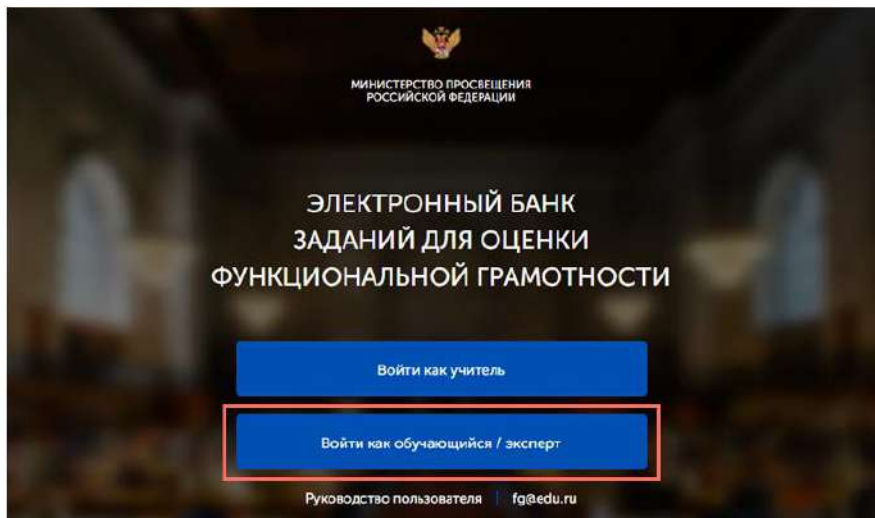 МИНИСТЕРСТВО ПРОСВЕЩЕНИЯ
РОССИЙСКОЙ ФЕДЕРАЦИИ
ЭЛЕКТРОННЫЙ БАНК
ЗАДАНИЙ ДЛЯ ОЦЕНКИ
ФУНКЦИОНАЛЬНОЙ ГРАМОТНОСТИ
Войти как учитель
Войти как обучающийся / эксперт
Руководство пользователя | fg@edu.ru